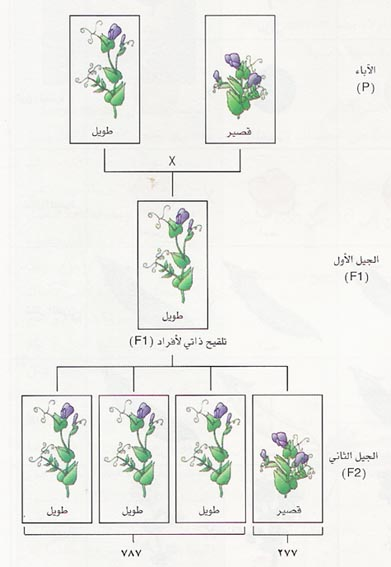 الآباء
(P)
قصير
طويل
X
الجيل الأول
(F1)
طويل
تلقيح ذاتي لأفراد (F1)
الجيل الثاني
(F2)
قصير
طويل
طويل
طويل
٢٧٧
٧٨٧